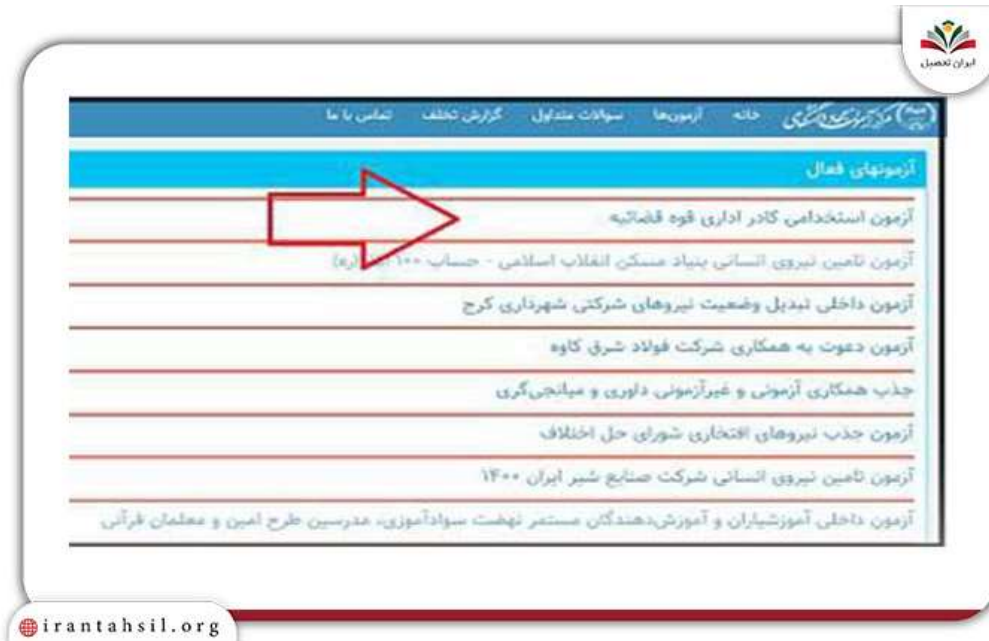 ایران تحصیل
خانه آزمون‌ها سوالات متداول گزارش تخلف تماس با ما
آزمونهای فعال
آزمون استخدامی کادر اداری قوه قضائیه
آزمون تامین نیروی انسانی بنیاد مسکن انقلاب اسلامی - حساب ۱۰۰ (ره)
آزمون داخلی تبدیل وضعیت نیروهای شرکتی شهرداری کرج
آزمون دعوت به همکاری شرکت فولاد شرق کاوه
جذب همکاری آزمونی و غیرآزمونی داوری و میانجی‌گری
آزمون جذب نیروهای افتخاری شورای حل اختلاف
آزمون تامین نیروی انسانی شرکت صنایع شیر ایران ۱۴۰۰
آزمون داخلی آموزشیاران و آموزش‌دهندگان مستمر نهضت سوادآموزی، مدرسین طرح امین و معلمان قرآنی
irantahsil.org